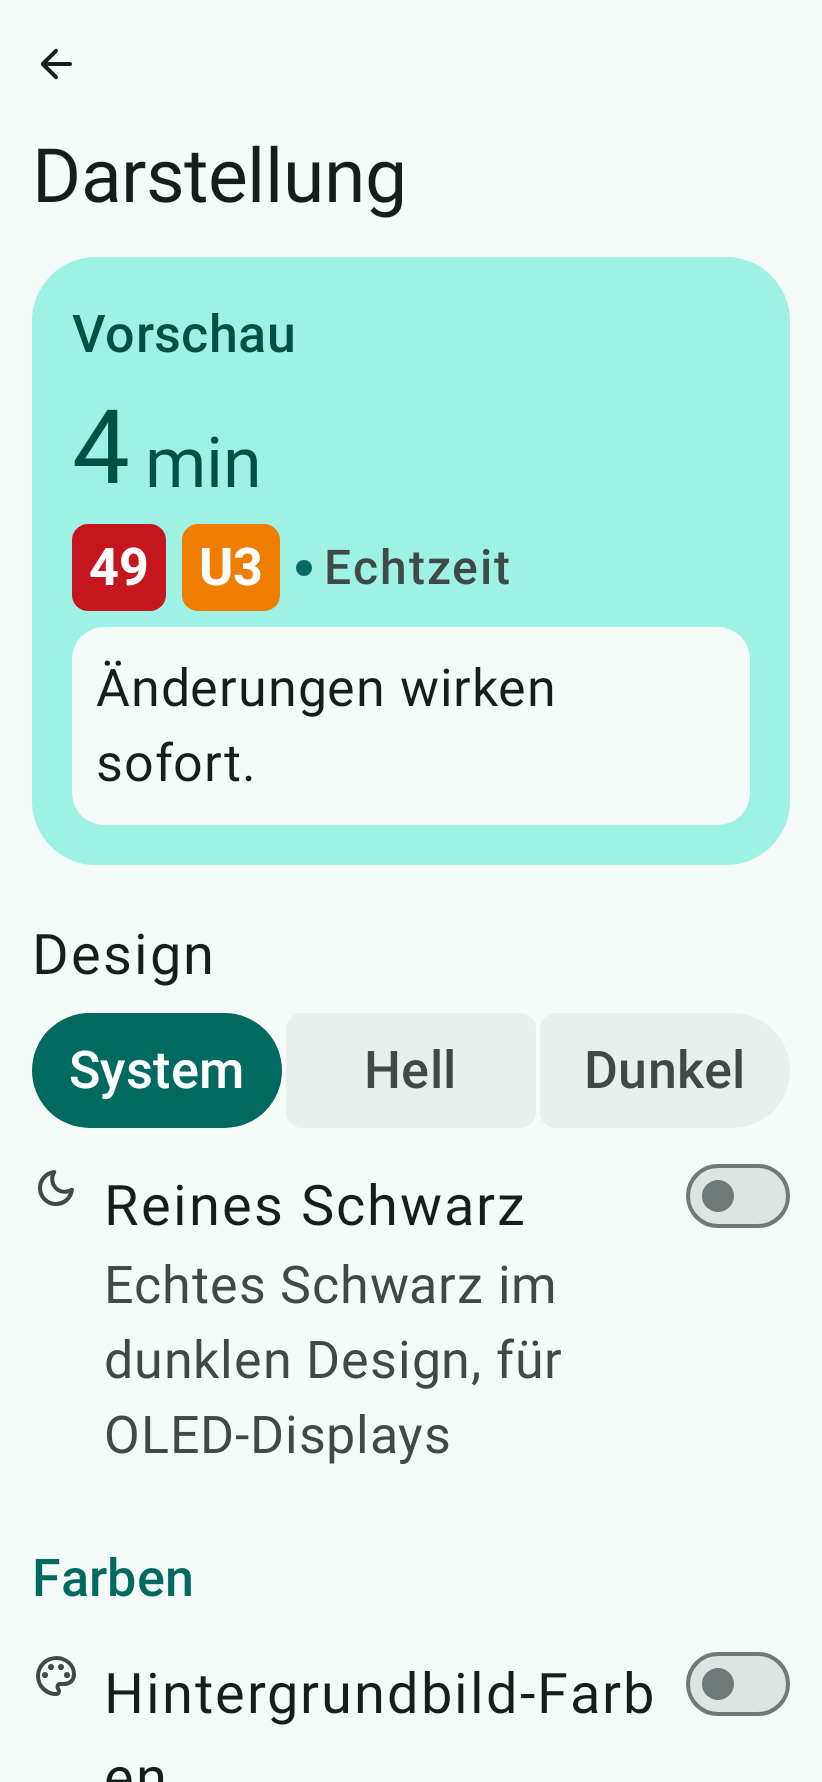 Darstellung
Vorschau
4 min
49 U3 • Echtzeit
Änderungen wirken
sofort.
Design
System Hell Dunkel
Reines Schwarz
Echtes Schwarz im
dunklen Design, für
OLED-Displays
Farben
Hintergrundbild-Farb
en